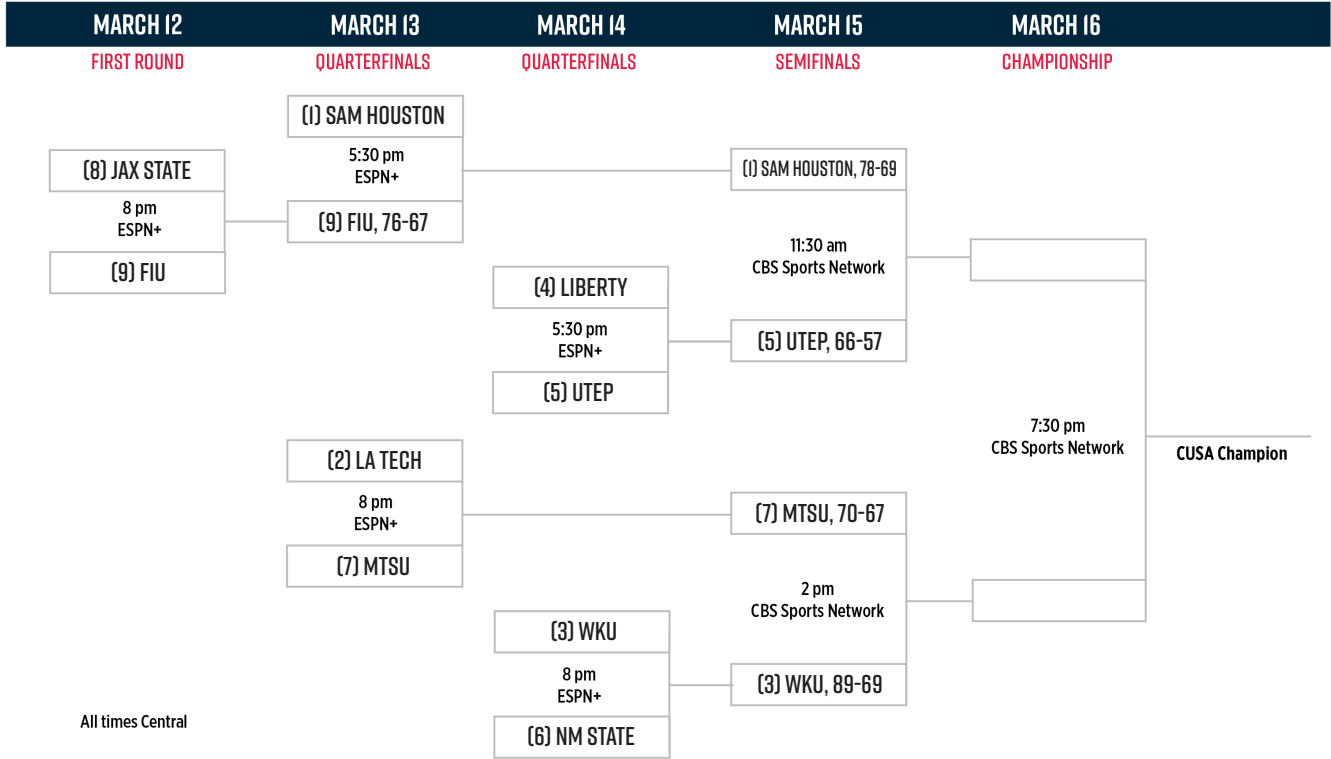 MARCH 12
MARCH 13
MARCH 14
MARCH 15
MARCH 16
FIRST ROUND
QUARTERFINALS
QUARTERFINALS
SEMIFINALS
CHAMPIONSHIP
(8) JAX STATE
8 pm
ESPN+
(9) FIU
(1) SAM HOUSTON
5:30 pm
ESPN+
(9) FIU, 76-67
(2) LA TECH
8 pm
ESPN+
(7) MTSU
(4) LIBERTY
5:30 pm
ESPN+
(5) UTEP
(3) WKU
8 pm
ESPN+
(6) NM STATE
(1) SAM HOUSTON, 78-69
11:30 am
CBS Sports Network
(5) UTEP, 66-57
(7) MTSU, 70-67
2 pm
CBS Sports Network
(3) WKU, 89-69
7:30 pm
CBS Sports Network
CUSA Champion
All times Central